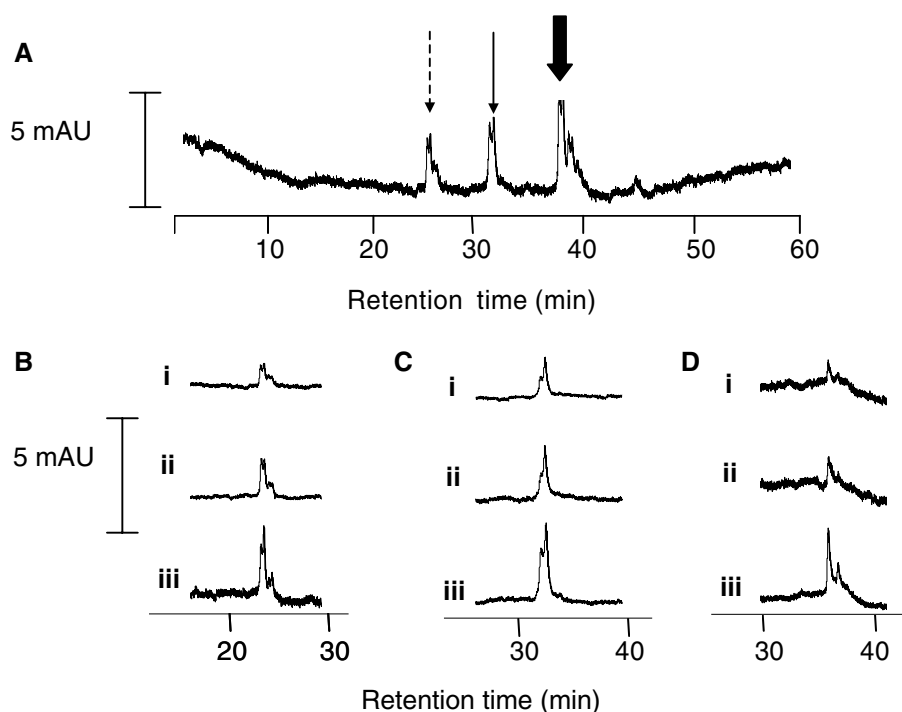 A
5 mAU
10 20 30 40 50 60
Retention time (min)
B C D
i i i
5 mAU
ii ii ii
iii iii iii
20 30 30 40 30 40
Retention time (min)